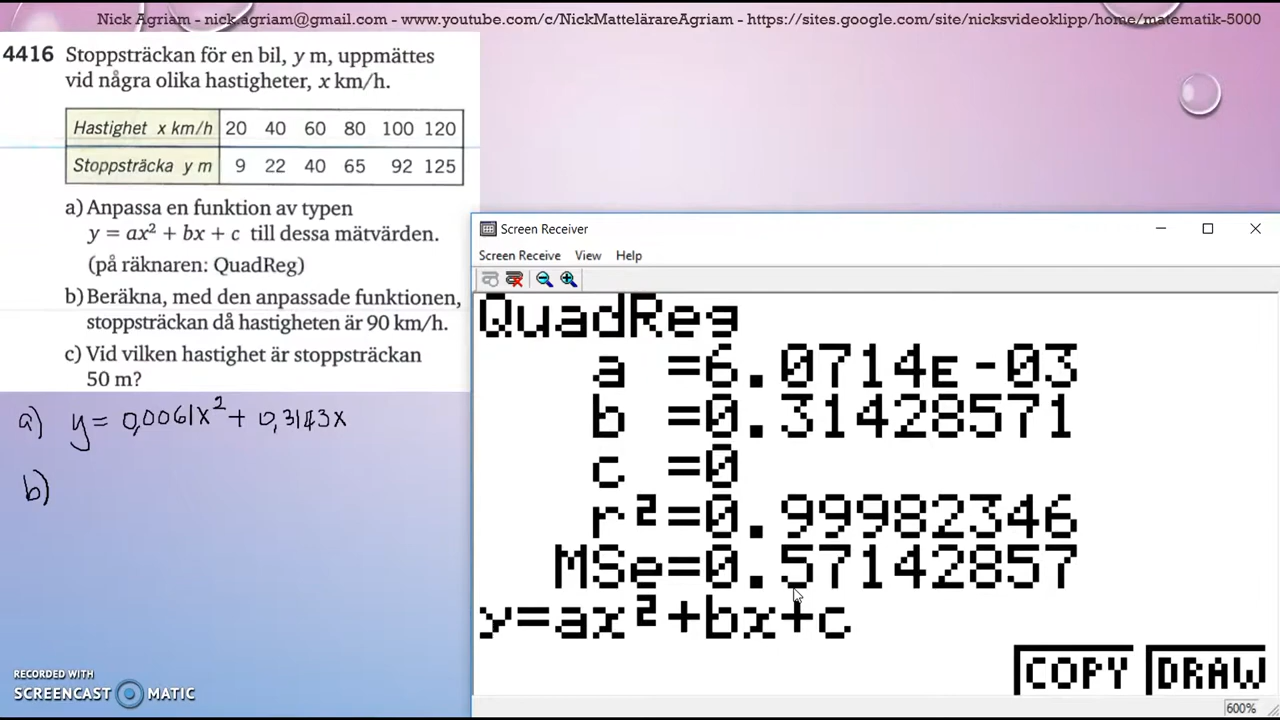 Nick Agriam - nick.agriam@gmail.com - www.youtube.com/c/NickMattelärareAgriam - https://sites.google.com/site/nicksvideoklipp/home/matematik-5000
4416 Stoppsträckan för en bil, y m, uppmättes
vid några olika hastigheter, x km/h.
Hastighet x km/h 20 40 60 80 100 120
Stoppsträcka y m 9 22 40 65 92 125
a) Anpassa en funktion av typen
y = ax² + bx + c till dessa mätvärden.
(på räknaren: QuadReg)
b) Beräkna, med den anpassade funktionen,
stoppsträckan då hastigheten är 90 km/h.
c) Vid vilken hastighet är stoppsträckan
50 m?
a) y = 0,0061x² + 0,3143x
b)
Screen Receiver
Screen Receive View Help
QuadReg
a =6.0714E-03
b =0.31428571
c =0
r²=0.99982346
MSe=0.57142857
y=ax²+bx+c
COPY DRAW
600%
RECORDED WITH
SCREENCAST MATIC